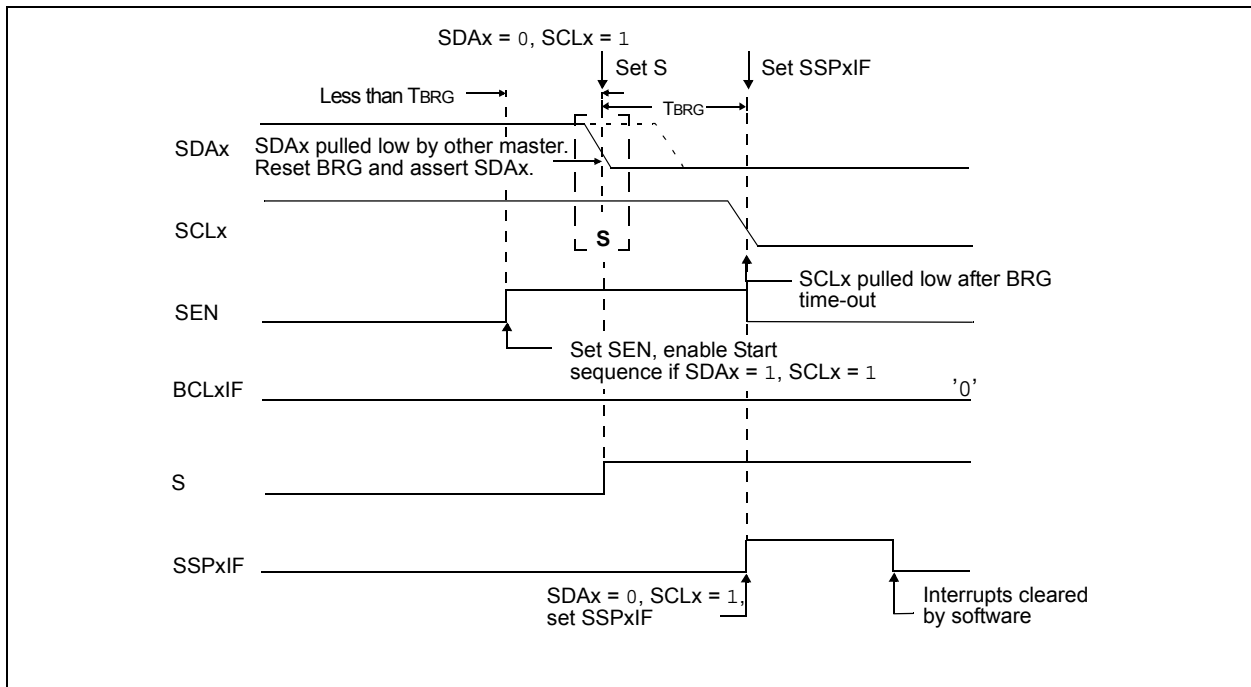 SDAx = 0, SCLx = 1
Set S
Set SSPxIF
Less than TBRG
TBRG
SDAx
SDAx pulled low by other master.
Reset BRG and assert SDAx.
SCLx
S
SCLx pulled low after BRG
time-out
SEN
Set SEN, enable Start
sequence if SDAx = 1, SCLx = 1
BCLxIF
'0'
S
SSPxIF
SDAx = 0, SCLx = 1,
set SSPxIF
Interrupts cleared
by software